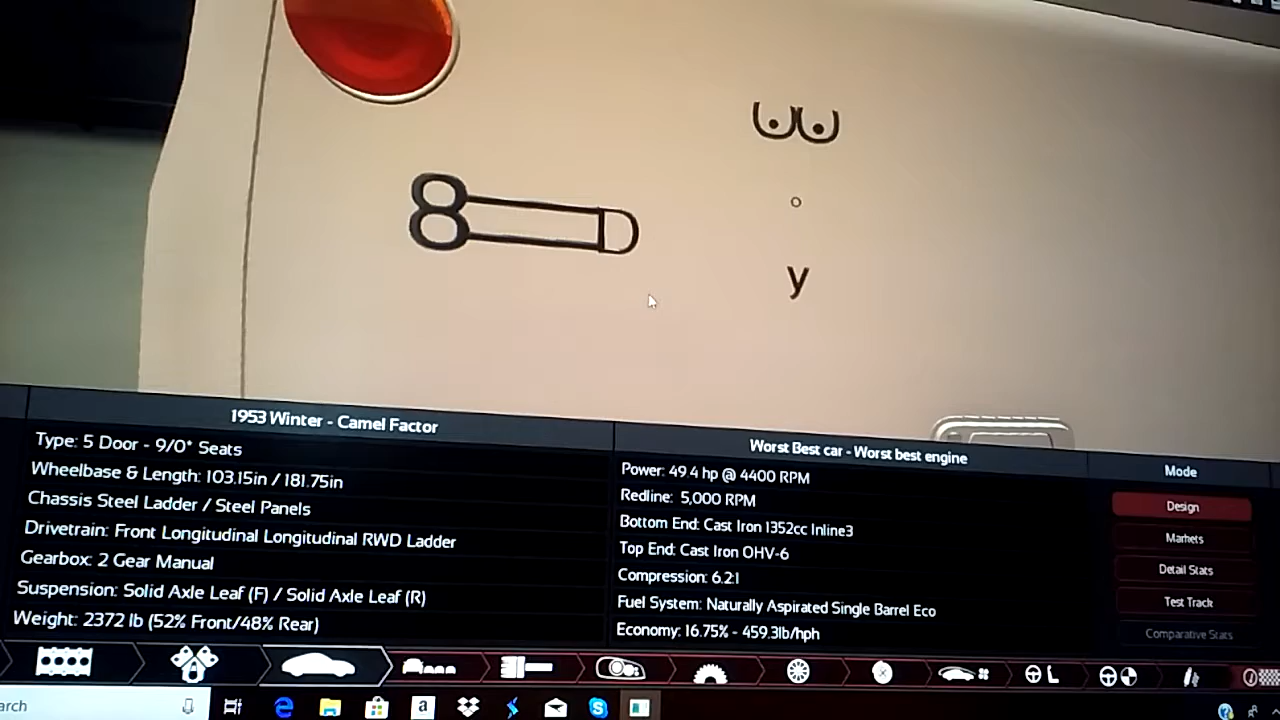 8
D
y
1953 Winter - Camel Factor
Type: 5 Door - 9/0* Seats
Wheelbase & Length: 103.15in / 181.75in
Chassis Steel Ladder / Steel Panels
Drivetrain: Front Longitudinal Longitudinal RWD Ladder
Gearbox: 2 Gear Manual
Suspension: Solid Axle Leaf (F) / Solid Axle Leaf (R)
Weight: 2372 lb (52% Front/48% Rear)
Worst Best car - Worst best engine
Power: 49.4 hp @ 4400 RPM
Redline: 5,000 RPM
Bottom End: Cast Iron 1352cc Inline3
Top End: Cast Iron OHV-6
Compression: 6.2:1
Fuel System: Naturally Aspirated Single Barrel Eco
Economy: 16.75% - 459.3lb/hph
Mode
Design
Markets
Detail Stats
Test Track
Comparative Stats
arch